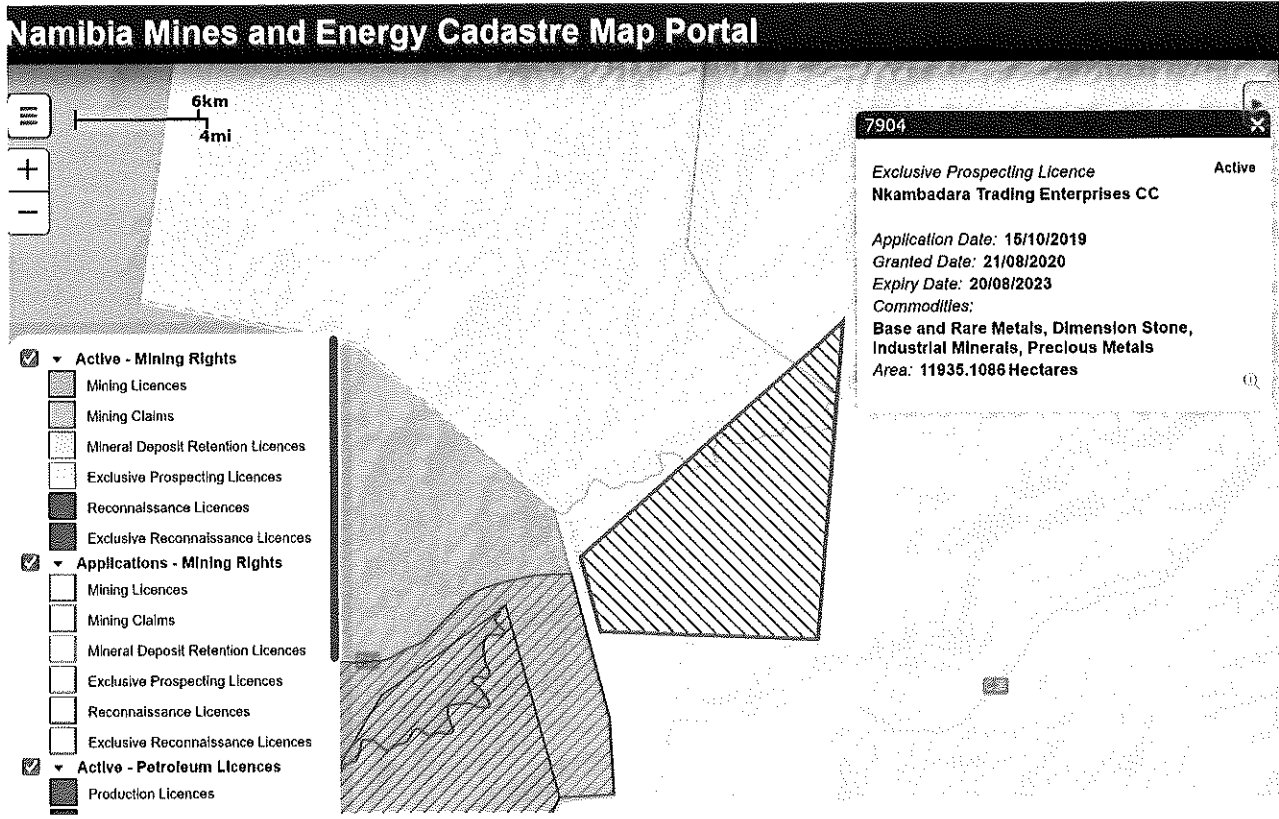 Namibia Mines and Energy Cadastre Map Portal
6km
4mi
+
−
7904
Exclusive Prospecting Licence
Active
Nkambadara Trading Enterprises CC
Application Date: 15/10/2019
Granted Date: 21/08/2020
Expiry Date: 20/08/2023
Commodities:
Base and Rare Metals, Dimension Stone,
Industrial Minerals, Precious Metals
Area: 11935.1086 Hectares
Active - Mining Rights
Mining Licences
Mining Claims
Mineral Deposit Retention Licences
Exclusive Prospecting Licences
Reconnaissance Licences
Exclusive Reconnaissance Licences
Applications - Mining Rights
Mining Licences
Mining Claims
Mineral Deposit Retention Licences
Exclusive Prospecting Licences
Reconnaissance Licences
Exclusive Reconnaissance Licences
Active - Petroleum Licences
Production Licences